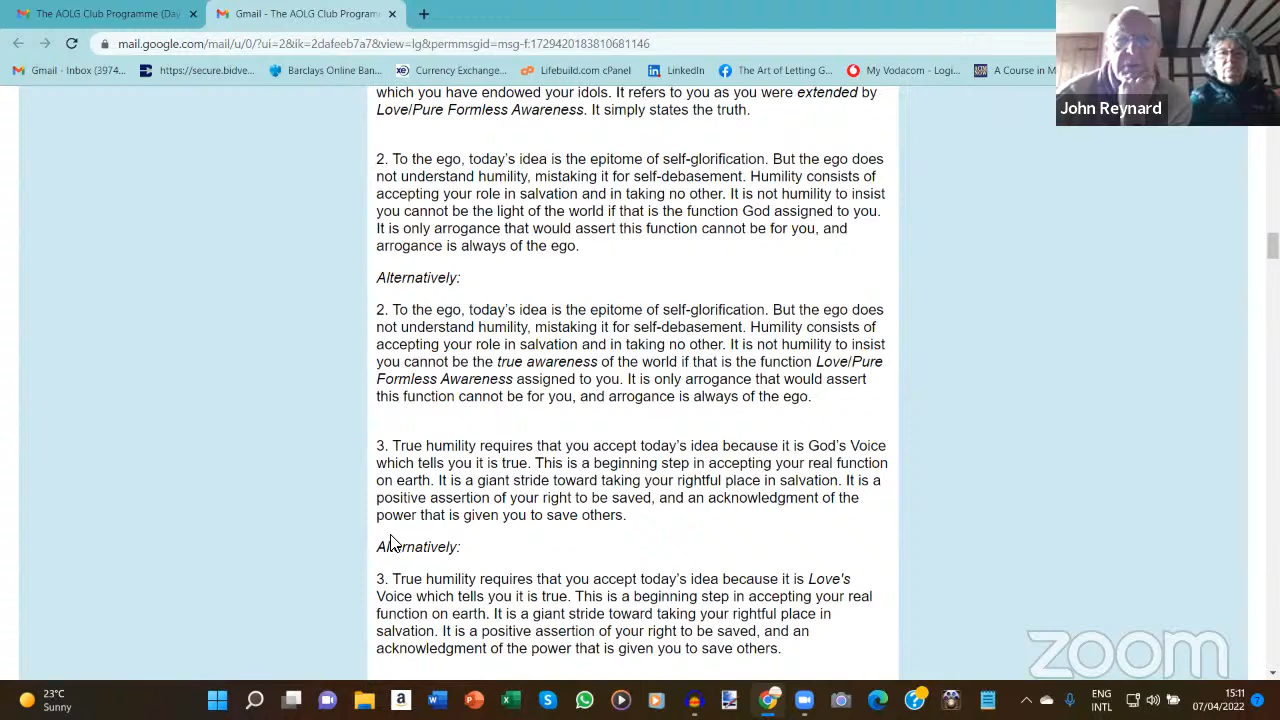 The AOLG Club Programme (Day
Gmail - The AOLG Club Programm
mail.google.com/mail/u/0/?ui=2&ik=2dafeeb7a7&view=lg&permmsgid=msg-f:1729420183810681146
Gmail - Inbox (3974...
https://secure.bidve...
Barclays Online Ban...
Currency Exchange...
Lifebuild.com cPanel
LinkedIn
The Art of Letting G...
My Vodacom - Logi...
A Course in M
John Reynard
which you have endowed your idols. It refers to you as you were extended by
Love/Pure Formless Awareness. It simply states the truth.
2. To the ego, today's idea is the epitome of self-glorification. But the ego does
not understand humility, mistaking it for self-debasement. Humility consists of
accepting your role in salvation and in taking no other. It is not humility to insist
you cannot be the light of the world if that is the function God assigned to you.
It is only arrogance that would assert this function cannot be for you, and
arrogance is always of the ego.
Alternatively:
2. To the ego, today's idea is the epitome of self-glorification. But the ego does
not understand humility, mistaking it for self-debasement. Humility consists of
accepting your role in salvation and in taking no other. It is not humility to insist
you cannot be the true awareness of the world if that is the function Love/Pure
Formless Awareness assigned to you. It is only arrogance that would assert
this function cannot be for you, and arrogance is always of the ego.
3. True humility requires that you accept today's idea because it is God's Voice
which tells you it is true. This is a beginning step in accepting your real function
on earth. It is a giant stride toward taking your rightful place in salvation. It is a
positive assertion of your right to be saved, and an acknowledgment of the
power that is given you to save others.
Alternatively:
3. True humility requires that you accept today's idea because it is Love's
Voice which tells you it is true. This is a beginning step in accepting your real
function on earth. It is a giant stride toward taking your rightful place in
salvation. It is a positive assertion of your right to be saved, and an
acknowledgment of the power that is given you to save others.
zoom
23°C
Sunny
ENG
INTL
15:11
07/04/2022